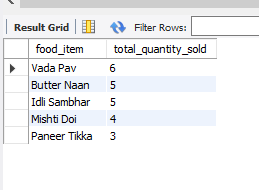 Result Grid Filter Rows:
food_item total_quantity_sold
Vada Pav 6
Butter Naan 5
Idli Sambhar 5
Mishti Doi 4
Paneer Tikka 3